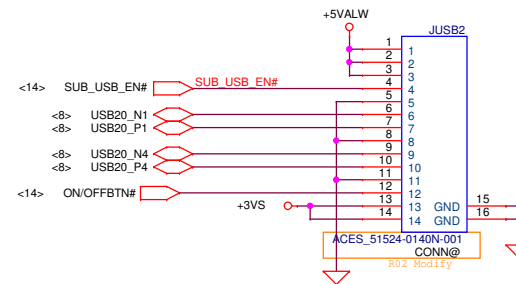 +5VALW
JUSB2
1 1
2 2
3 3
<14> SUB_USB_EN# SUB_USB_EN# 4 4
5 5
<8> USB20_N1 6 6
<8> USB20_P1 7 7
8 8
<8> USB20_N4 9 9
<8> USB20_P4 10 10
11 11
<14> ON/OFFBTN# 12 12
+3VS 13 13 GND 15
14 14 GND 16
ACES_51524-0140N-001
CONN@
R02 Modify